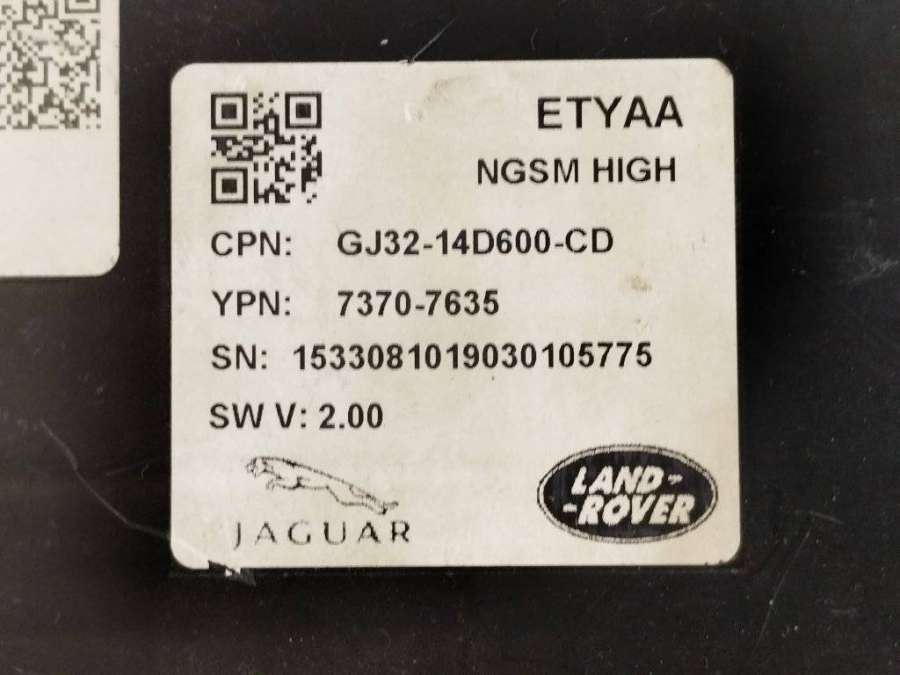 ETYAA
NGSM HIGH
CPN: GJ32-14D600-CD
YPN: 7370-7635
SN: 1533081019030105775
SW V: 2.00
JAGUAR
LAND-
-ROVER